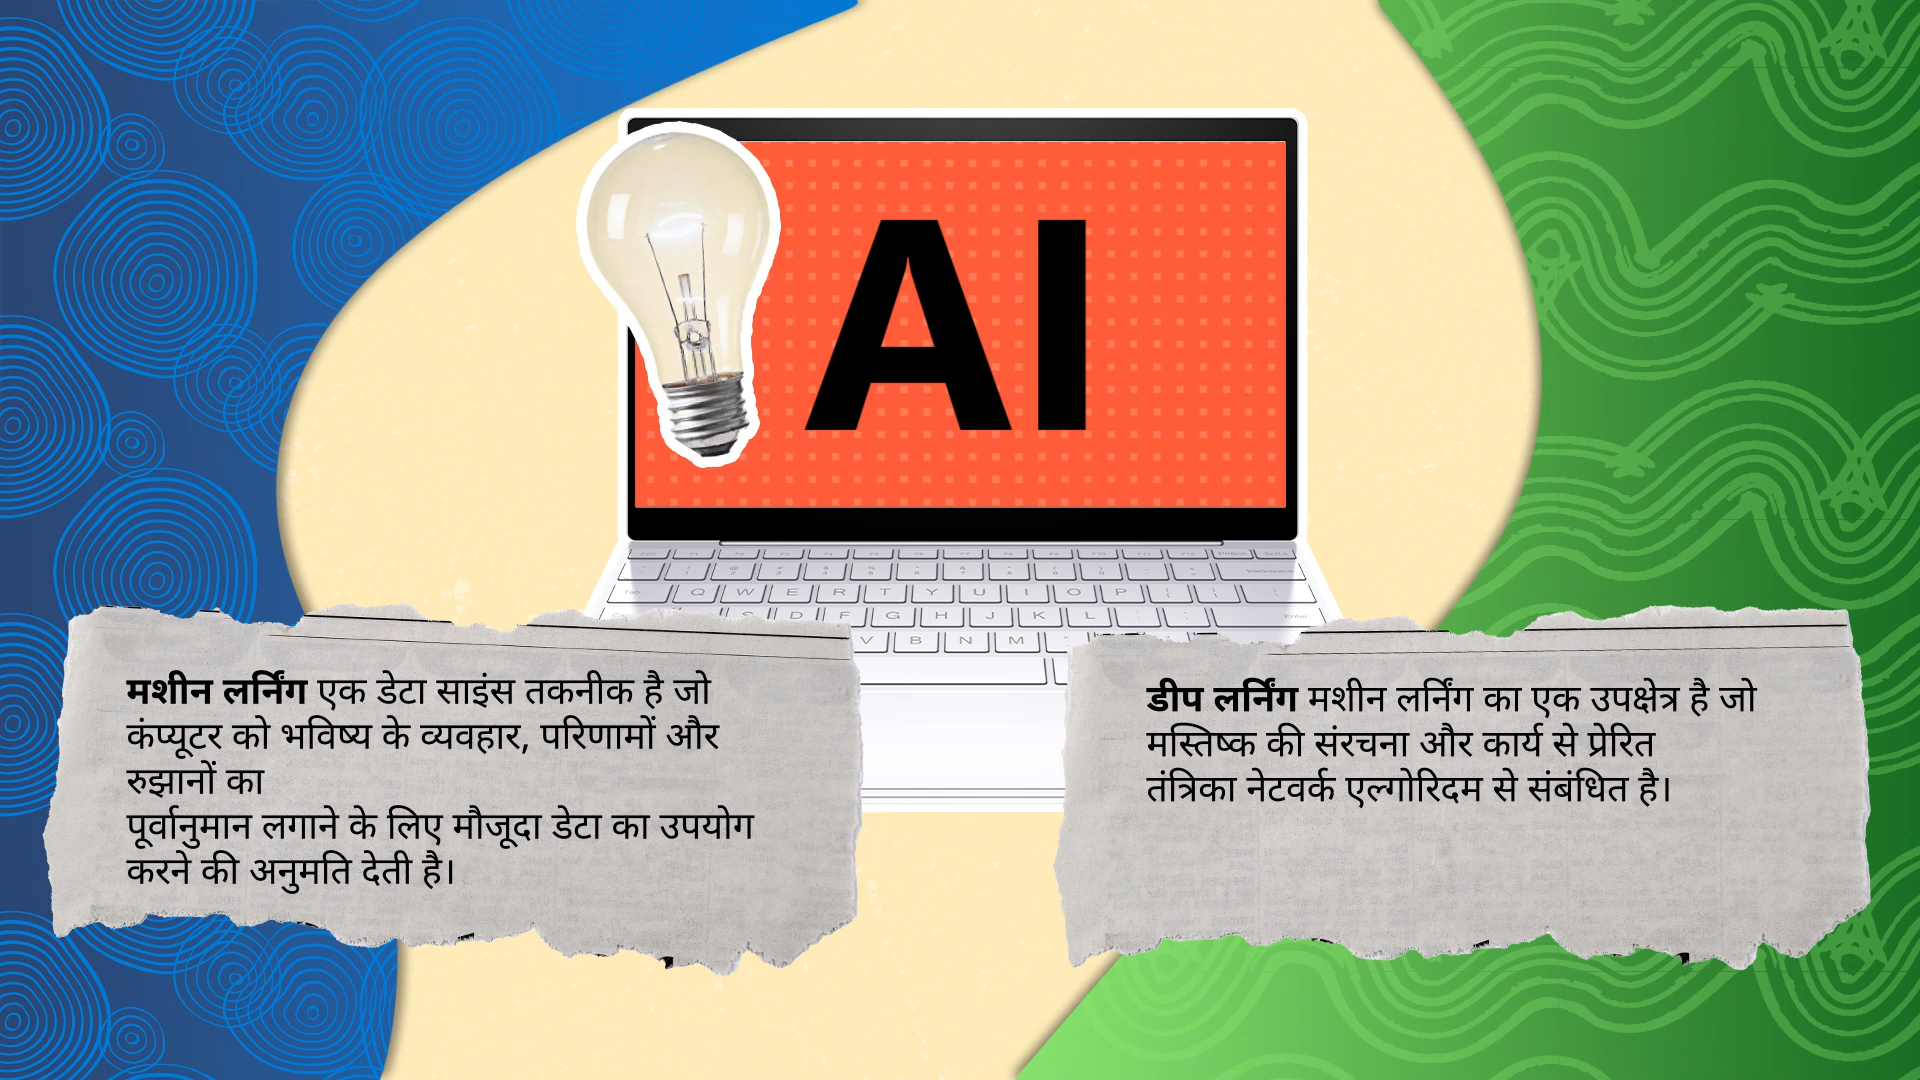 AI
मशीन लर्निंग एक डेटा साइंस तकनीक है जो
कंप्यूटर को भविष्य के व्यवहार, परिणामों और
रुझानों का
पूर्वानुमान लगाने के लिए मौजूदा डेटा का उपयोग
करने की अनुमति देती है।
डीप लर्निंग मशीन लर्निंग का एक उपक्षेत्र है जो
मस्तिष्क की संरचना और कार्य से प्रेरित
तंत्रिका नेटवर्क एल्गोरिदम से संबंधित है।